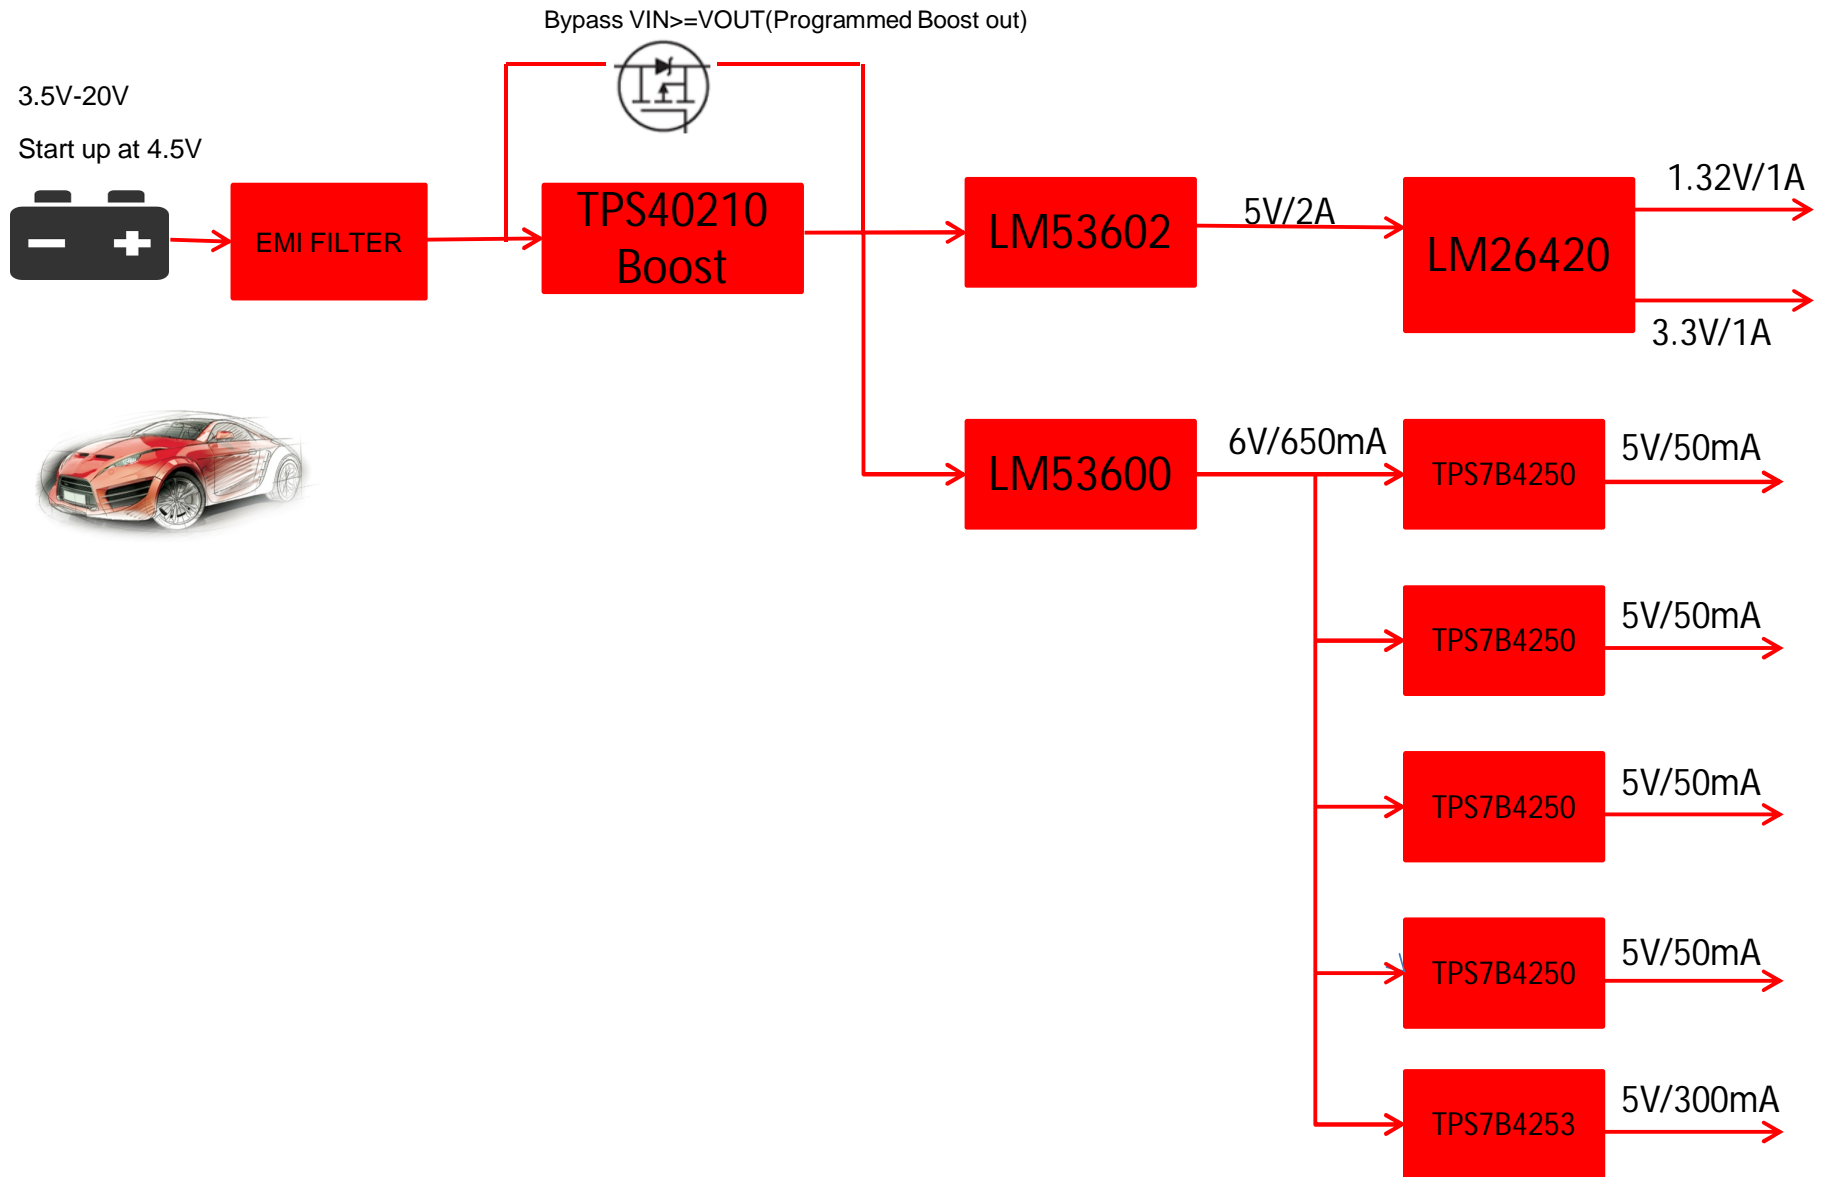 Bypass VIN>=VOUT(Programmed Boost out)
3.5V-20V
Start up at 4.5V
EMI FILTER
TPS40210
Boost
LM53602
5V/2A
LM26420
1.32V/1A
3.3V/1A
LM53600
6V/650mA
TPS7B4250
5V/50mA
TPS7B4250
5V/50mA
TPS7B4250
5V/50mA
TPS7B4250
5V/50mA
TPS7B4253
5V/300mA